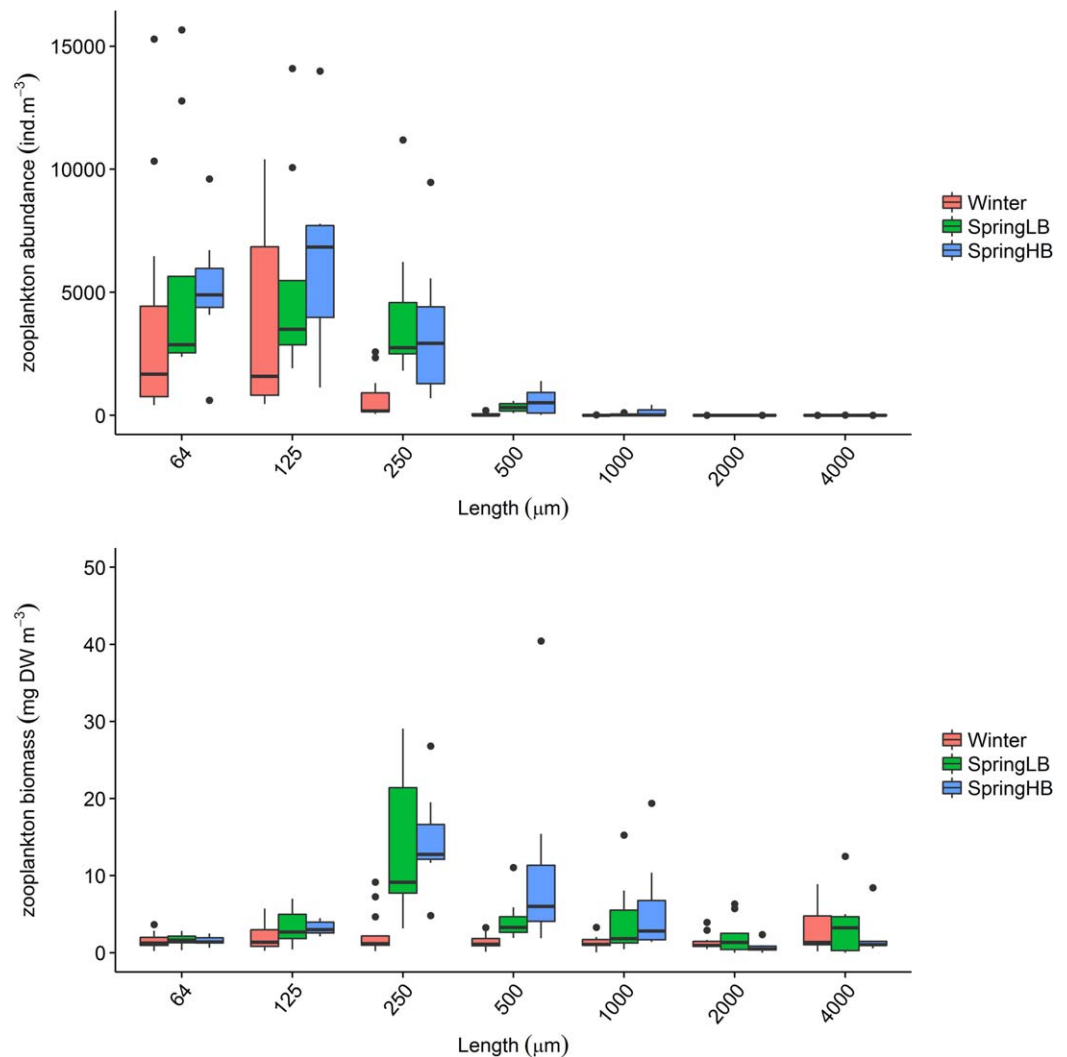 zooplankton abundance (ind.m⁻³)
15000
10000
5000
0
64
125
250
500
1000
2000
4000
Length (μm)
Winter
SpringLB
SpringHB
zooplankton biomass (mg DW m⁻³)
50
40
30
20
10
0
64
125
250
500
1000
2000
4000
Length (μm)
Winter
SpringLB
SpringHB